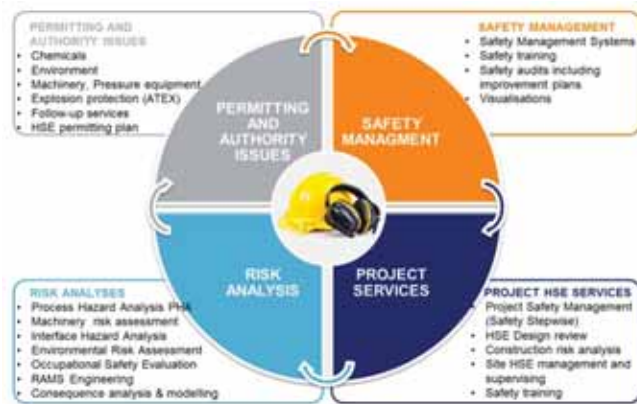 PERMITTING AND
AUTHORITY ISSUES
• Chemicals
• Environment
• Machinery, Pressure equipment
• Explosion protection (ATEX)
• Follow-up services
• HSE permitting plan
SAFETY MANAGEMENT
• Safety Management Systems
• Safety training
• Safety audits including
improvement plans
• Visualisations
PERMITTING
AND
AUTHORITY
ISSUES
SAFETY
MANAGMENT
RISK
ANALYSIS
PROJECT
SERVICES
RISK ANALYSES
• Process Hazard Analysis PHA
• Machinery risk assessment
• Interface Hazard Analysis
• Environmental Risk Assessment
• Occupational Safety Evaluation
• RAMS Engineering
• Consequence analysis & modelling
PROJECT HSE SERVICES
• Project Safety Management
(Safety Stepwise)
• HSE Design review
• Construction risk analysis
• Site HSE management and
supervising
• Safety training